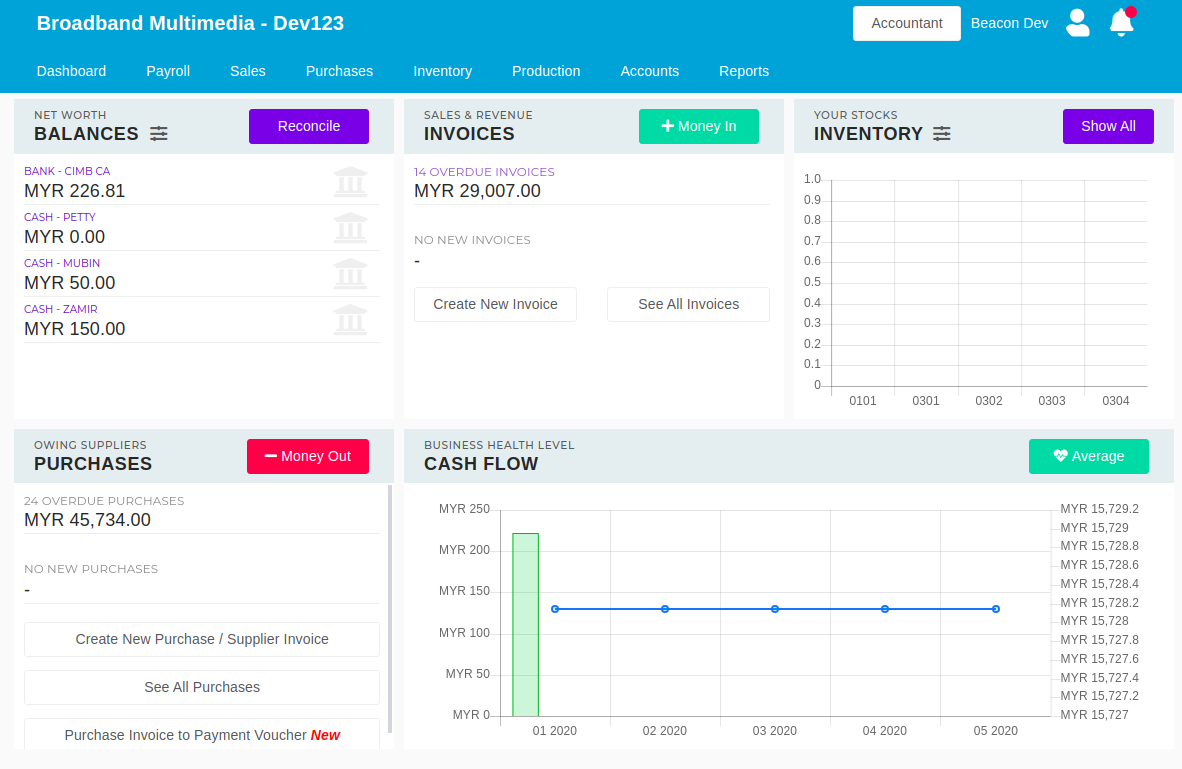 Broadband Multimedia - Dev123
Accountant
Beacon Dev
Dashboard
Payroll
Sales
Purchases
Inventory
Production
Accounts
Reports
NET WORTH
BALANCES
Reconcile
BANK - CIMB CA
MYR 226.81
CASH - PETTY
MYR 0.00
CASH - MUBIN
MYR 50.00
CASH - ZAMIR
MYR 150.00
SALES & REVENUE
INVOICES
Money In
14 OVERDUE INVOICES
MYR 29,007.00
NO NEW INVOICES
-
Create New Invoice
See All Invoices
YOUR STOCKS
INVENTORY
Show All
1.0
0.9
0.8
0.7
0.6
0.5
0.4
0.3
0.2
0.1
0
0101
0301
0302
0303
0304
OWING SUPPLIERS
PURCHASES
Money Out
24 OVERDUE PURCHASES
MYR 45,734.00
NO NEW PURCHASES
-
Create New Purchase / Supplier Invoice
See All Purchases
Purchase Invoice to Payment Voucher New
BUSINESS HEALTH LEVEL
CASH FLOW
Average
MYR 250
MYR 200
MYR 150
MYR 100
MYR 50
MYR 0
MYR 15,729.2
MYR 15,729
MYR 15,728.8
MYR 15,728.6
MYR 15,728.4
MYR 15,728.2
MYR 15,728
MYR 15,727.8
MYR 15,727.6
MYR 15,727.4
MYR 15,727.2
MYR 15,727
01 2020
02 2020
03 2020
04 2020
05 2020